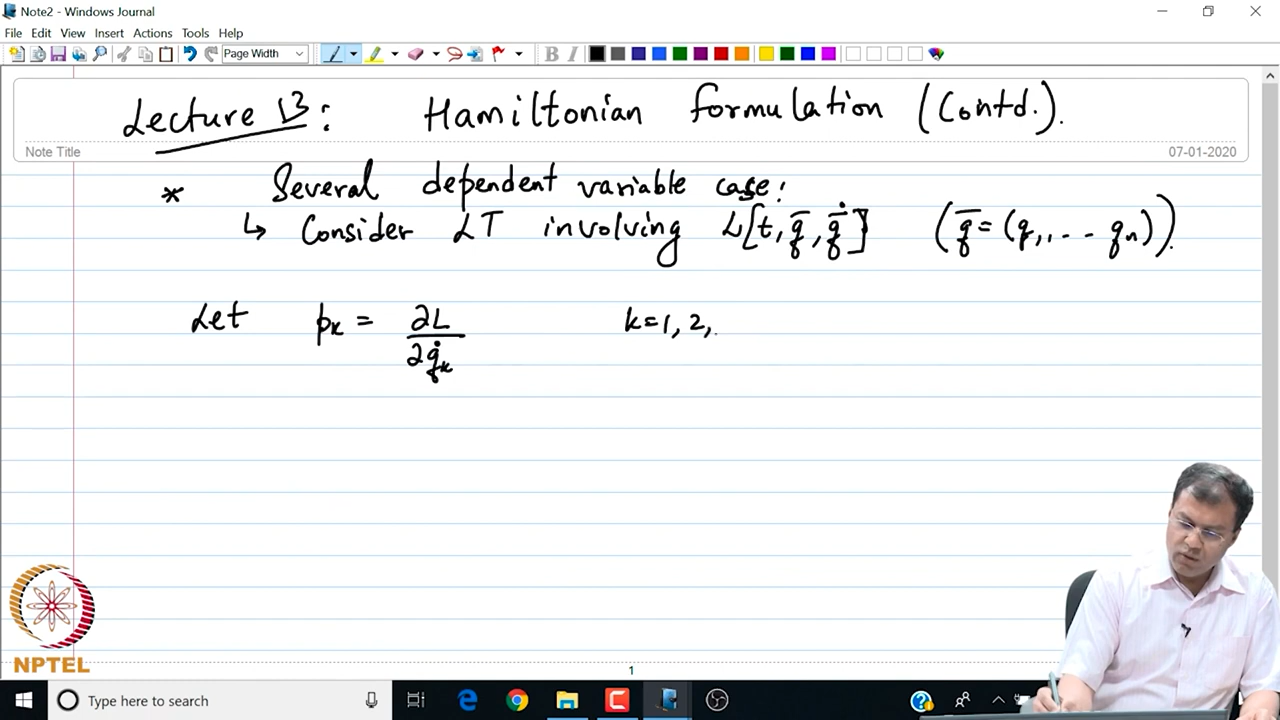 Note2 - Windows Journal
File Edit View Insert Actions Tools Help
Page Width
B I
Lecture 13: Hamiltonian formulation (Contd.).
Note Title
07-01-2020
* Several dependent variable case:
↳ Consider LT involving L[t, q̄, q̄̇] (q̄ = (q₁, ... qₙ)).
Let pₖ = ∂L/∂q̇ₖ k=1, 2,.
NPTEL
1
Type here to search